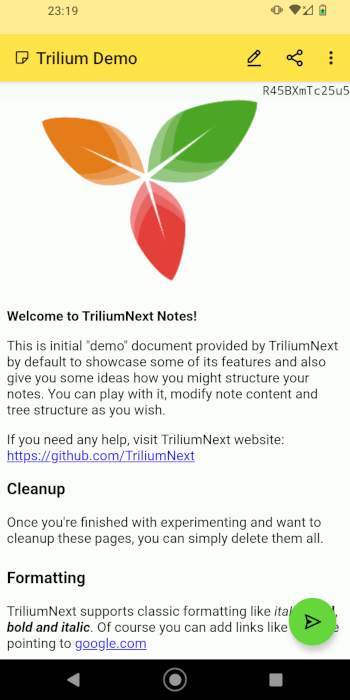 23:19
Trilium Demo
R45BXmTc25u5
Welcome to TriliumNext Notes!
This is initial "demo" document provided by TriliumNext
by default to showcase some of its features and also
give you some ideas how you might structure your
notes. You can play with it, modify note content and
tree structure as you wish.
If you need any help, visit TriliumNext website:
https://github.com/TriliumNext
Cleanup
Once you're finished with experimenting and want to
cleanup these pages, you can simply delete them all.
Formatting
TriliumNext supports classic formatting like
bold and italic. Of course you can add links like
pointing to google.com